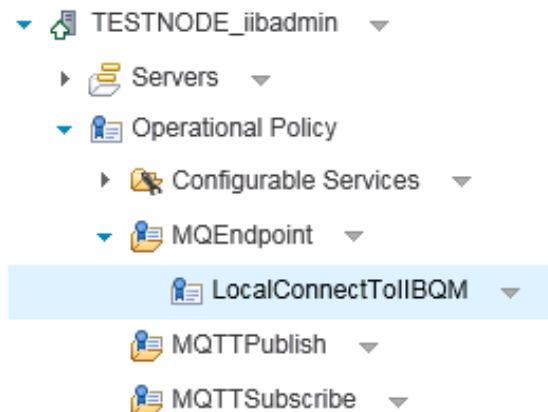 TESTNODE_iibadmin
Servers
Operational Policy
Configurable Services
MQEndpoint
LocalConnectToIIBQM
MQTTPublish
MQTTSubscribe